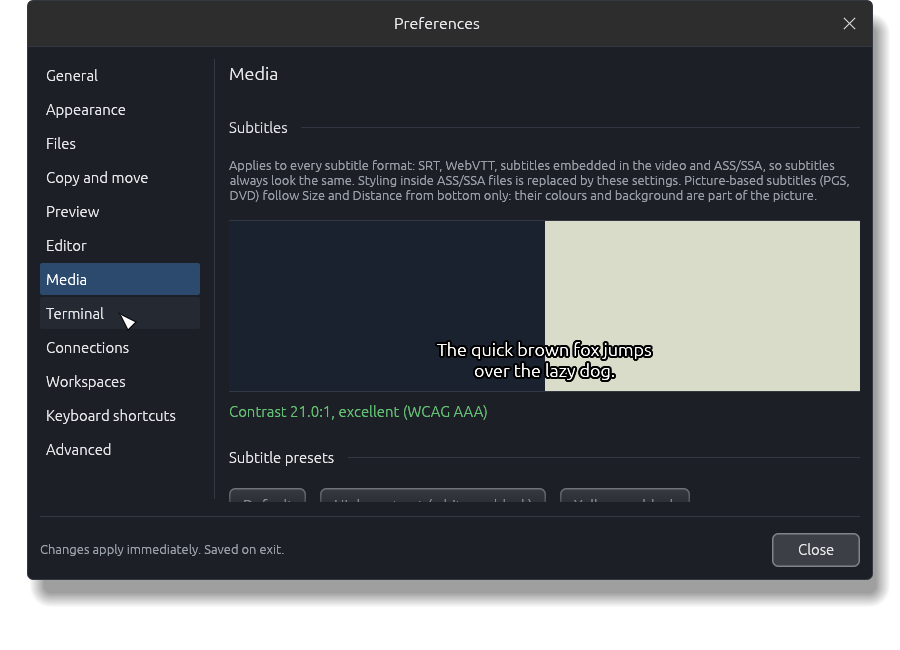 Preferences
General
Appearance
Files
Copy and move
Preview
Editor
Media
Terminal
Connections
Workspaces
Keyboard shortcuts
Advanced
Media
Subtitles
Applies to every subtitle format: SRT, WebVTT, subtitles embedded in the video and ASS/SSA, so subtitles
always look the same. Styling inside ASS/SSA files is replaced by these settings. Picture-based subtitles (PGS,
DVD) follow Size and Distance from bottom only: their colours and background are part of the picture.
The quick brown fox jumps
over the lazy dog.
Contrast 21.0:1, excellent (WCAG AAA)
Subtitle presets
Changes apply immediately. Saved on exit.
Close